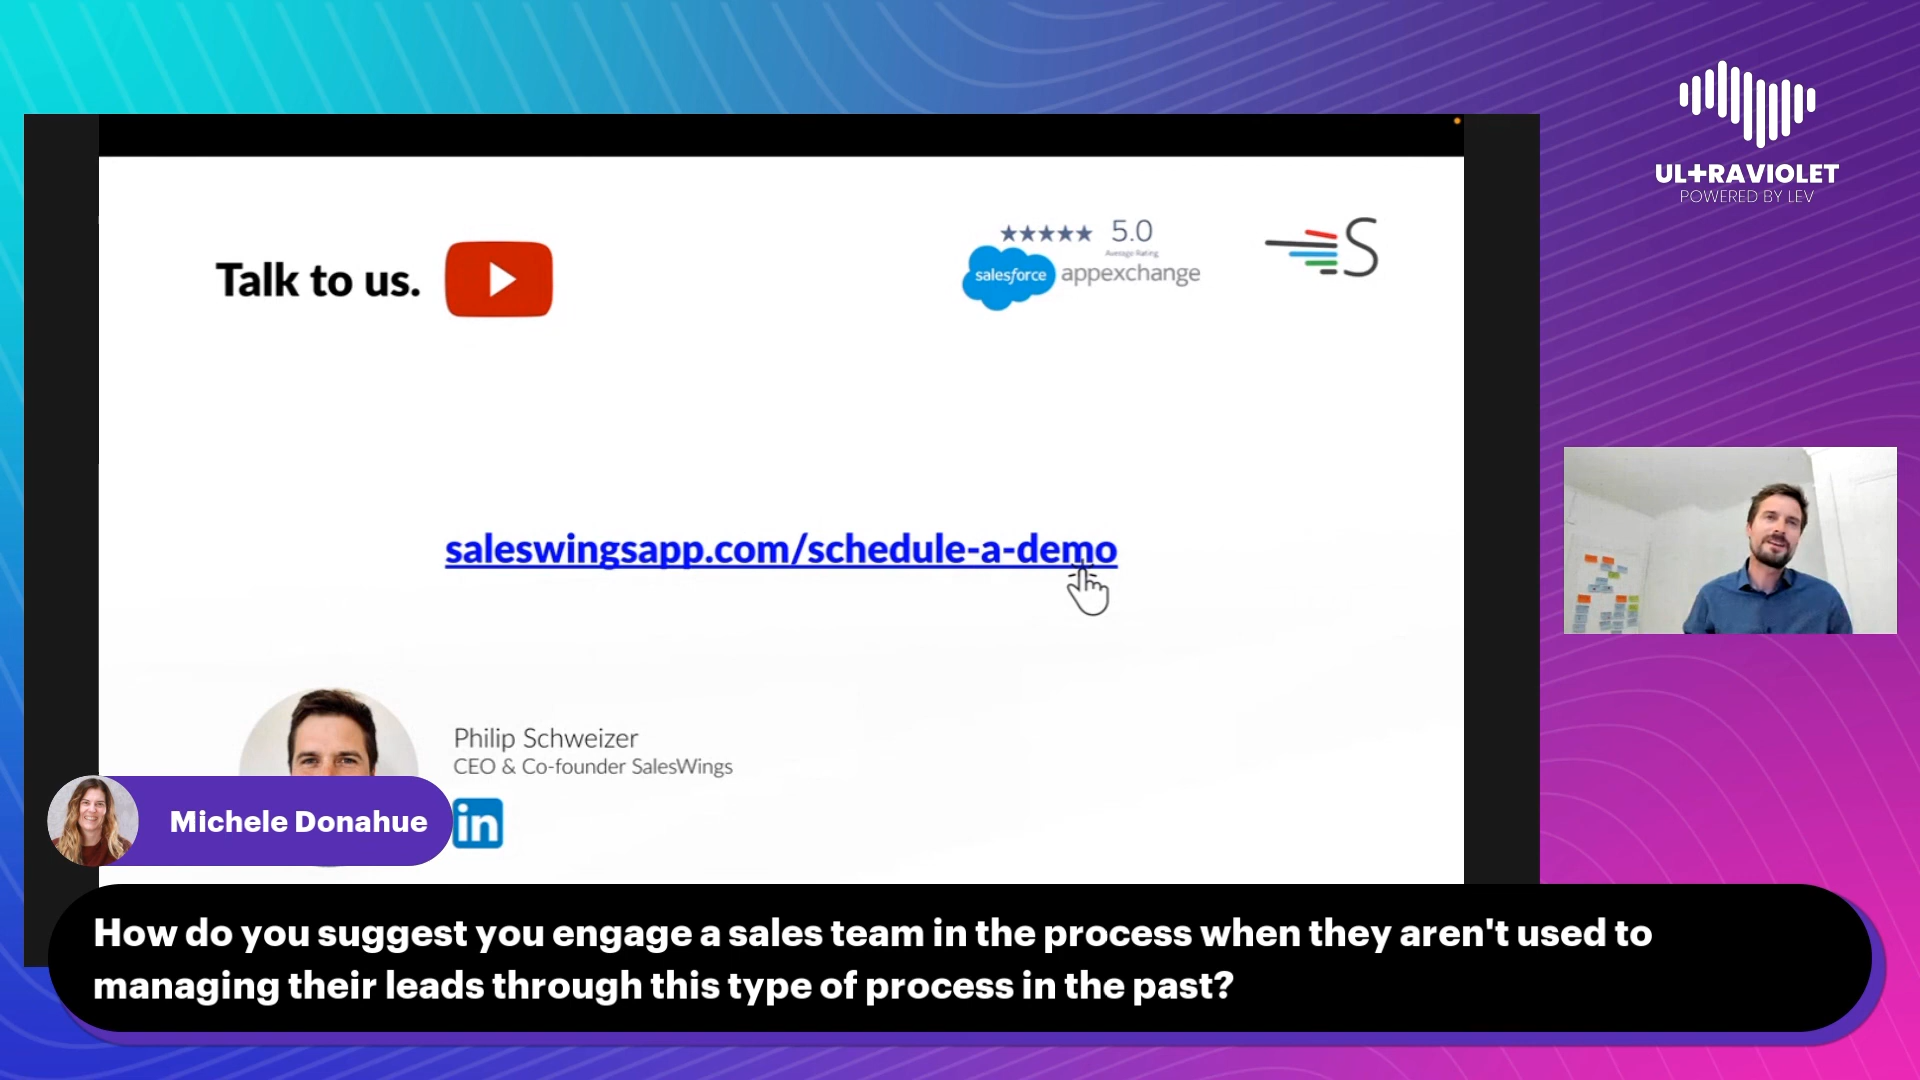 UL+RAVIOLET
POWERED BY LEV
Talk to us.
5.0
Average Rating
salesforce appexchange
S
saleswingsapp.com/schedule-a-demo
Philip Schweizer
CEO & Co-founder SalesWings
in
Michele Donahue
How do you suggest you engage a sales team in the process when they aren't used to
managing their leads through this type of process in the past?